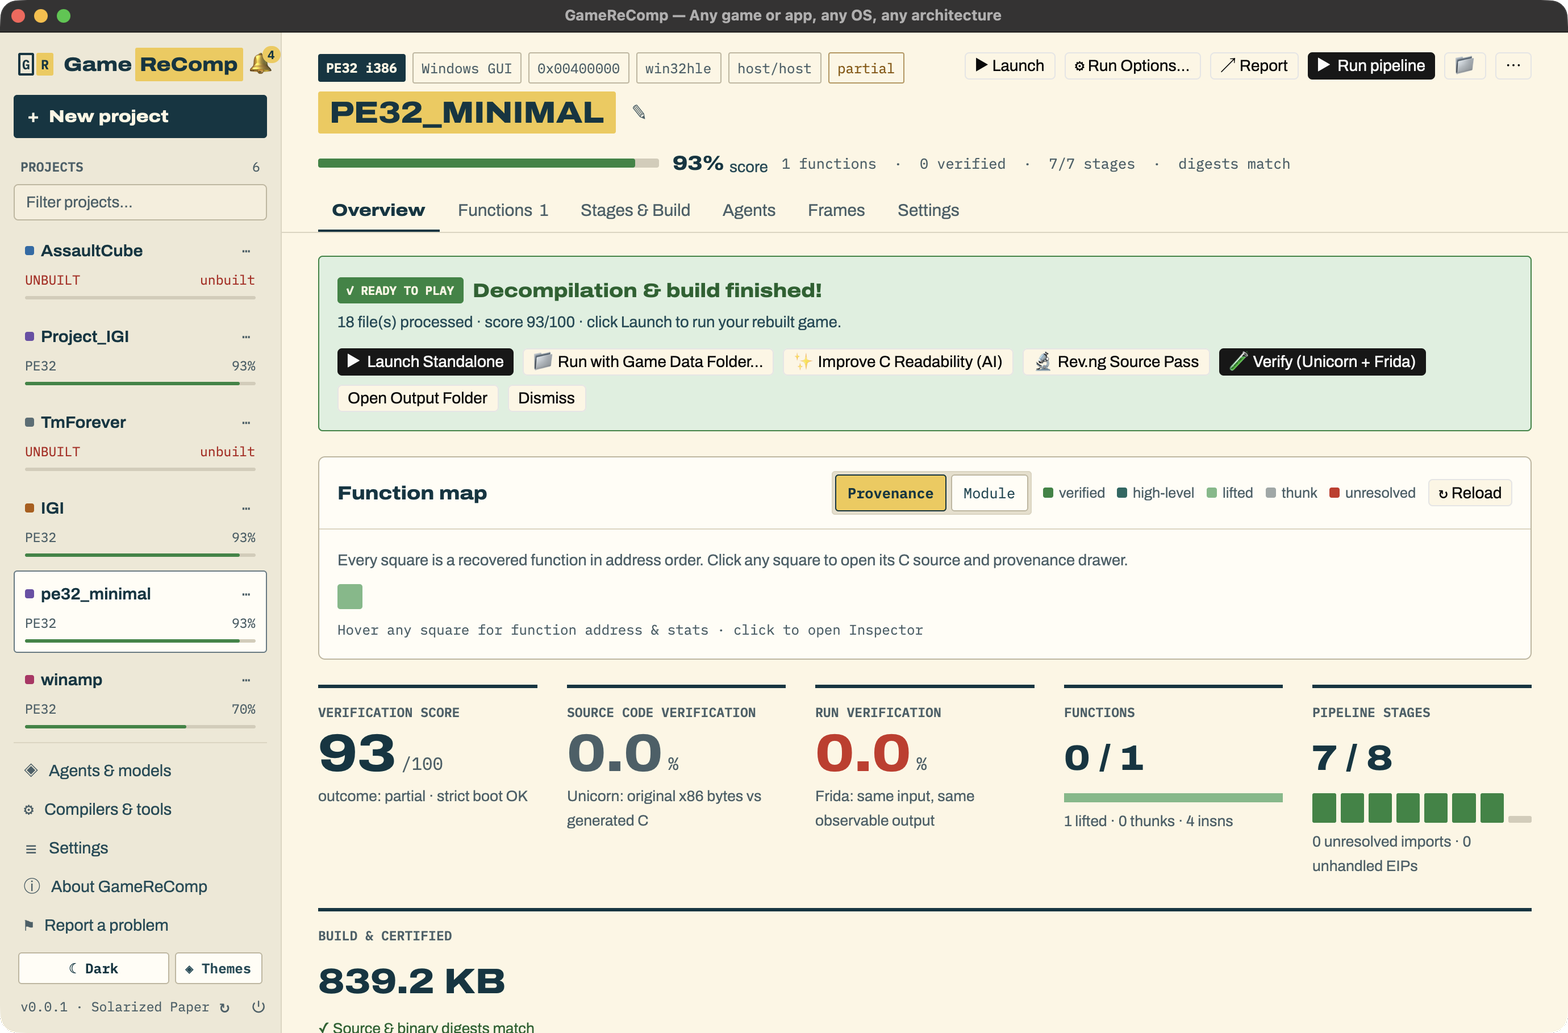 GameReComp — Any game or app, any OS, any architecture
G R Game ReComp 4
+ New project
PROJECTS 6
Filter projects...
AssaultCube ...
UNBUILT unbuilt
Project_IGI ...
PE32 93%
TmForever ...
UNBUILT unbuilt
IGI ...
PE32 93%
pe32_minimal ...
PE32 93%
winamp ...
PE32 70%
Agents & models
Compilers & tools
Settings
About GameReComp
Report a problem
Dark Themes
v0.0.1 · Solarized Paper
PE32 i386 Windows GUI 0x00400000 win32hle host/host partial Launch Run Options... Report Run pipeline ...
PE32_MINIMAL
93% score 1 functions · 0 verified · 7/7 stages · digests match
Overview Functions 1 Stages & Build Agents Frames Settings
✓ READY TO PLAY Decompilation & build finished!
18 file(s) processed · score 93/100 · click Launch to run your rebuilt game.
Launch Standalone Run with Game Data Folder... Improve C Readability (AI) Rev.ng Source Pass Verify (Unicorn + Frida)
Open Output Folder Dismiss
Function map Provenance Module verified high-level lifted thunk unresolved Reload
Every square is a recovered function in address order. Click any square to open its C source and provenance drawer.
Hover any square for function address & stats · click to open Inspector
VERIFICATION SCORE
93 /100
outcome: partial · strict boot OK
SOURCE CODE VERIFICATION
0.0 %
Unicorn: original x86 bytes vs
generated C
RUN VERIFICATION
0.0 %
Frida: same input, same
observable output
FUNCTIONS
0 / 1
1 lifted · 0 thunks · 4 insns
PIPELINE STAGES
7 / 8
0 unresolved imports · 0
unhandled EIPs
BUILD & CERTIFIED
839.2 KB
✓ Source & binary digests match